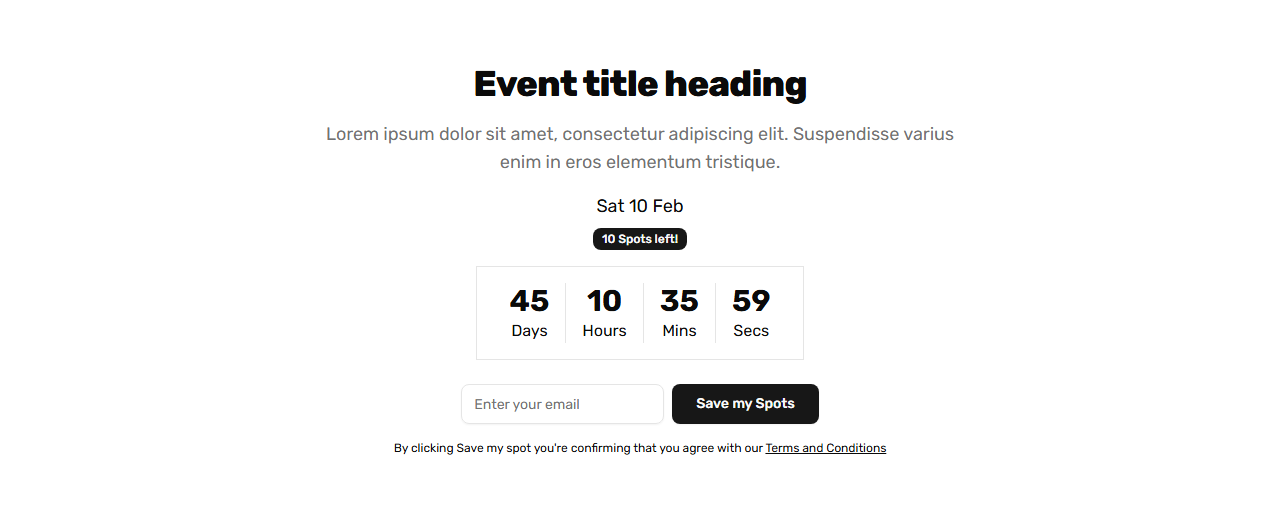 Event title heading
Lorem ipsum dolor sit amet, consectetur adipiscing elit. Suspendisse varius
enim in eros elementum tristique.
Sat 10 Feb
10 Spots left!
45 10 35 59
Days Hours Mins Secs
Enter your email Save my Spots
By clicking Save my spot you're confirming that you agree with our Terms and Conditions